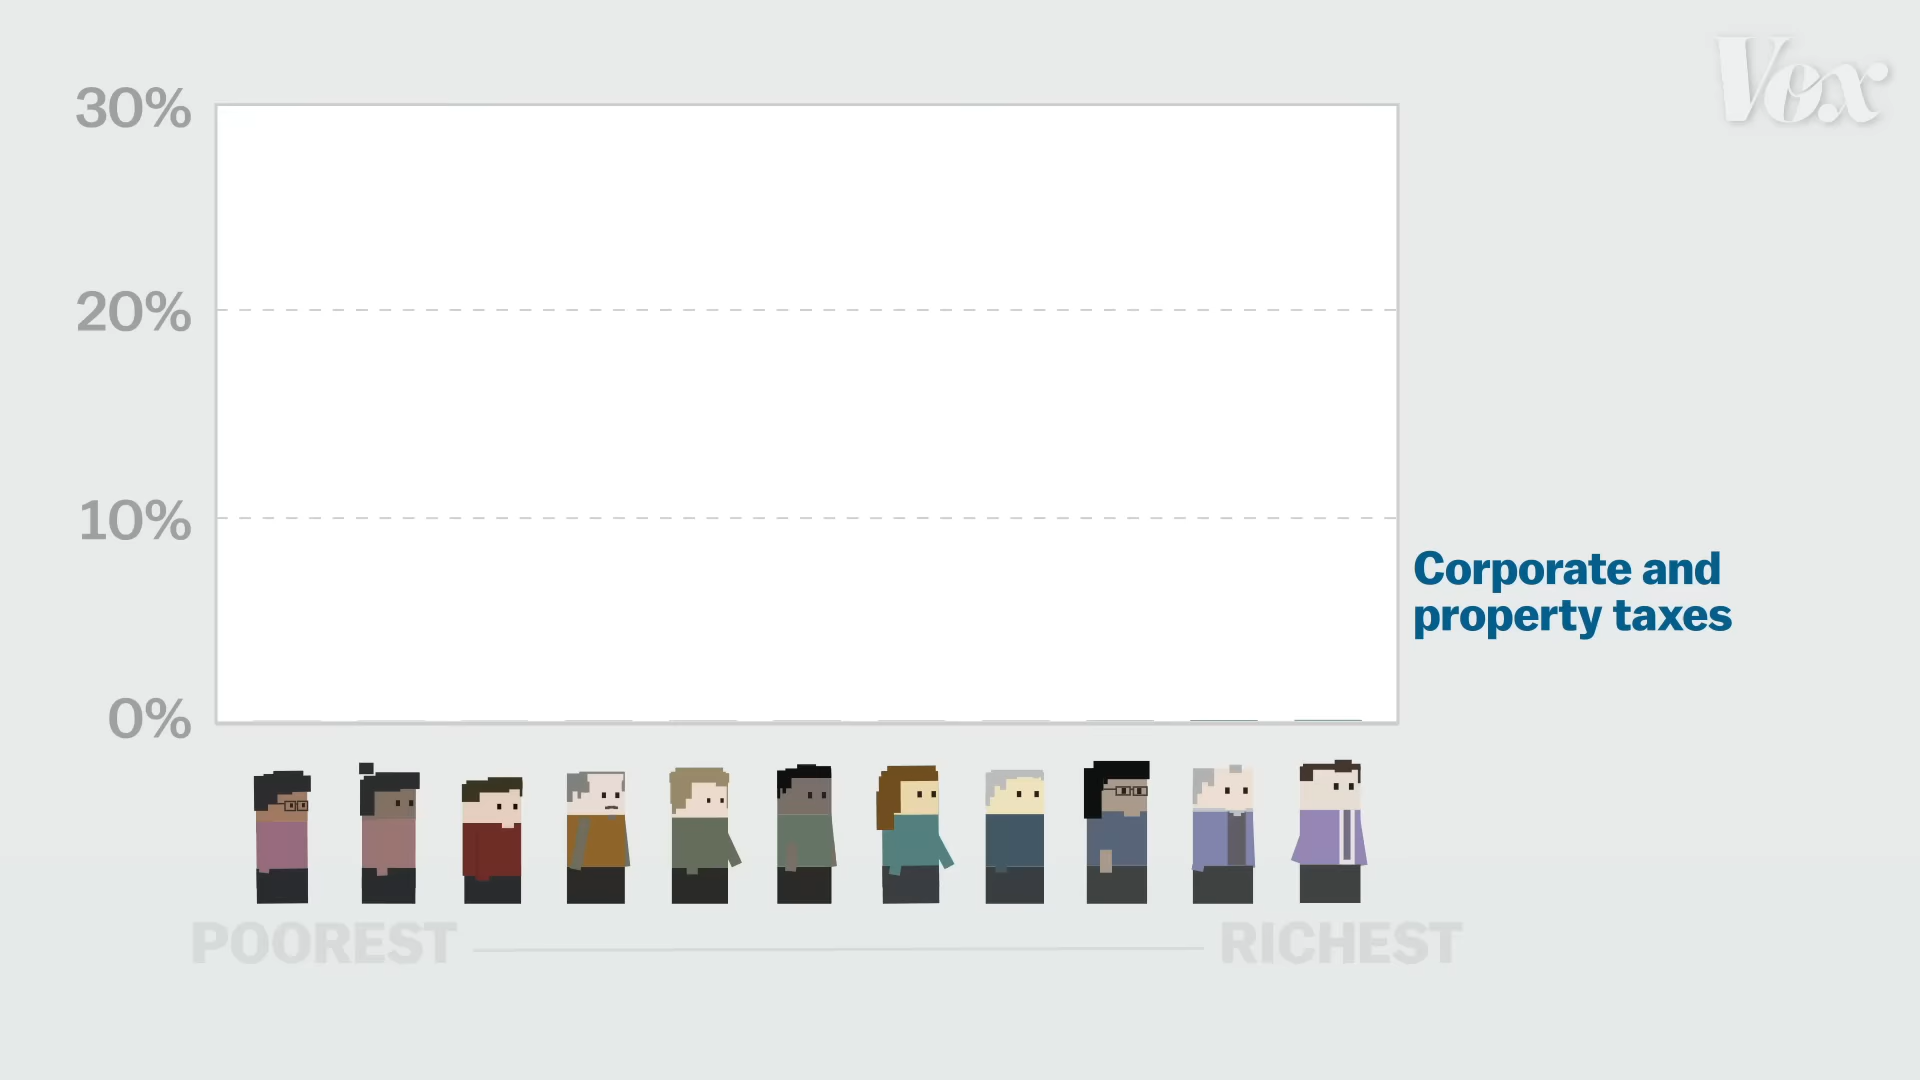 Vox
30%
20%
10%
0%
Corporate and
property taxes
POOREST
RICHEST